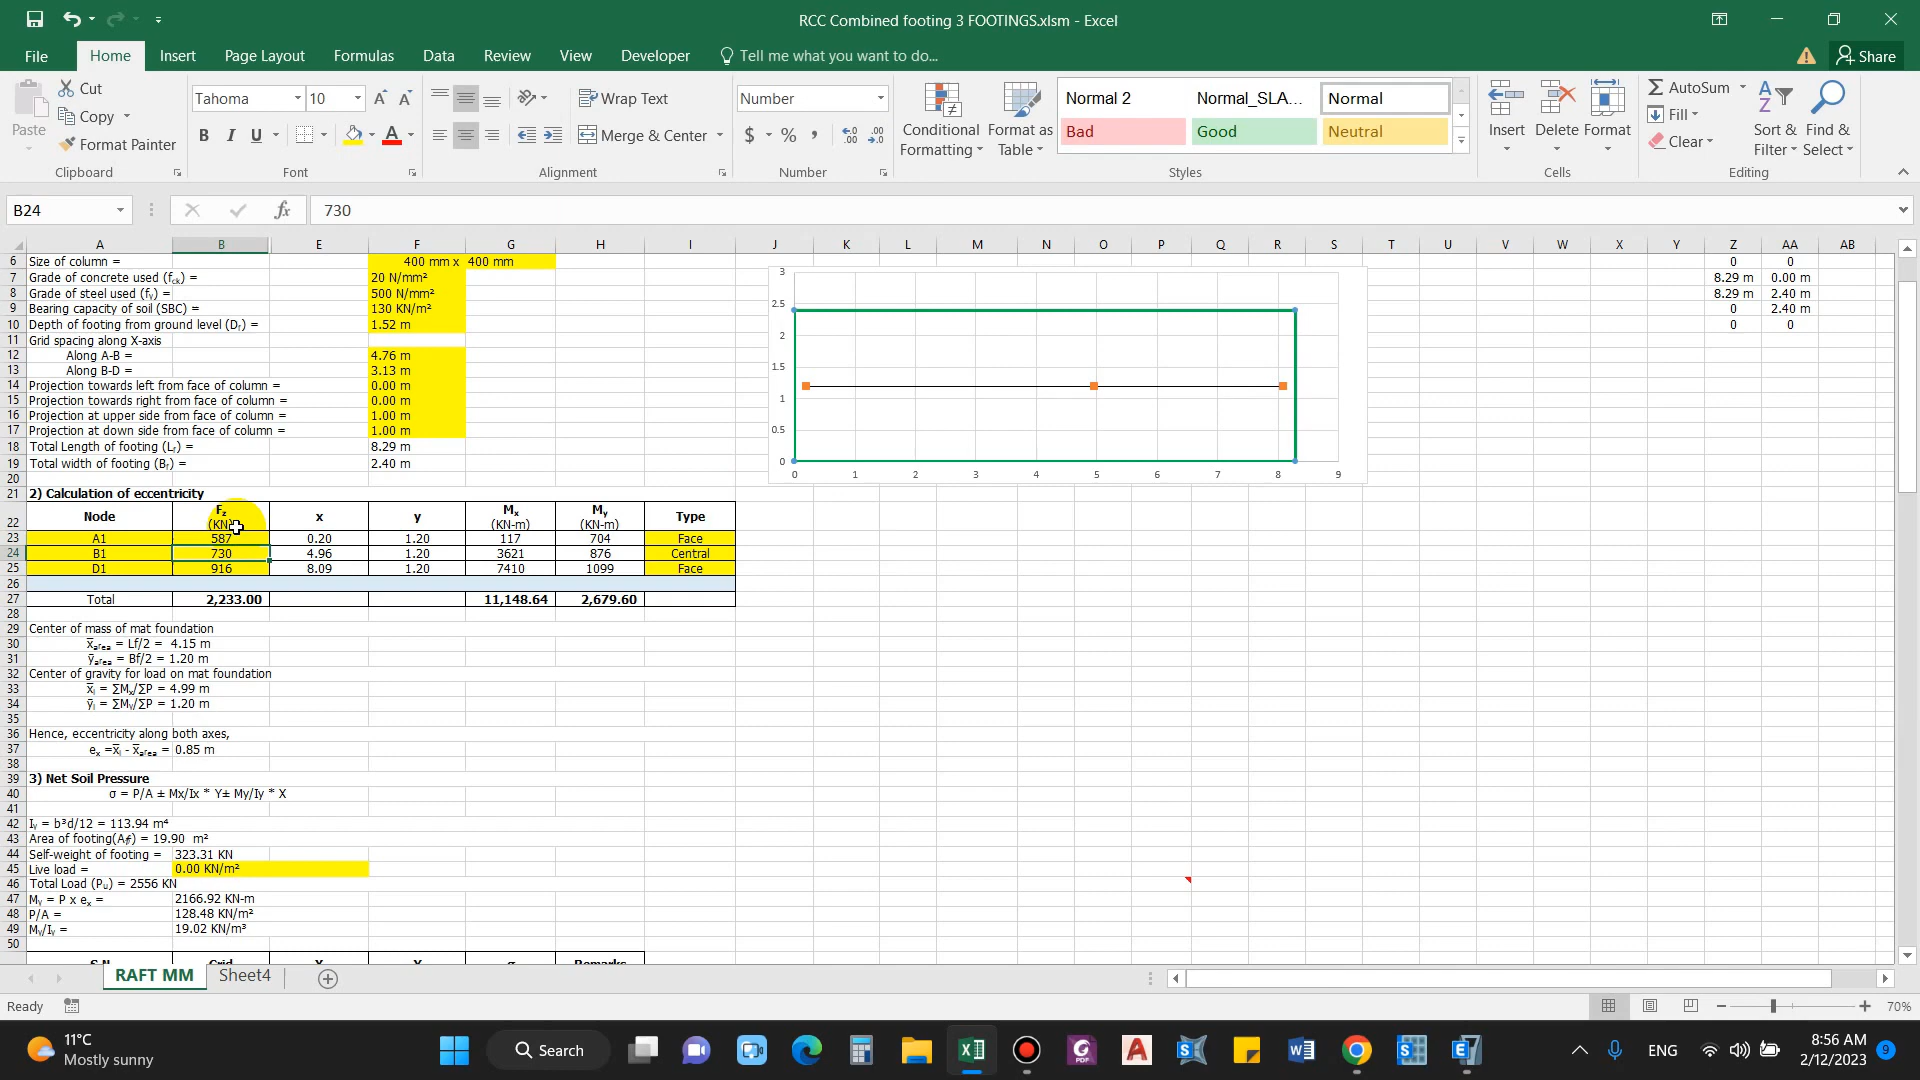 RCC Combined footing 3 FOOTINGS.xlsm - Excel
File Home Insert Page Layout Formulas Data Review View Developer Tell me what you want to do... Share
Paste Cut Copy Format Painter Clipboard
Tahoma 10 B I U Font
Wrap Text Merge & Center Alignment
Number $ % Number
Conditional Formatting Format as Table
Normal 2 Normal_SLA... Normal
Bad Good Neutral
Styles
Insert Delete Format Cells
AutoSum Fill Clear Sort & Filter Find & Select Editing
B24 fx 730
A B E F G H I J K L M N O P Q R S T U V W X Y Z AA AB
6 Size of column = 400 mm x 400 mm 0 0
7 Grade of concrete used (fck) = 20 N/mm² 8.29 m 0.00 m
8 Grade of steel used (fy) = 500 N/mm² 8.29 m 2.40 m
9 Bearing capacity of soil (SBC) = 130 KN/m² 0 2.40 m
10 Depth of footing from ground level (Df) = 1.52 m 0 0
11 Grid spacing along X-axis
12 Along A-B = 4.76 m
13 Along B-D = 3.13 m
14 Projection towards left from face of column = 0.00 m
15 Projection towards right from face of column = 0.00 m
16 Projection at upper side from face of column = 1.00 m
17 Projection at down side from face of column = 1.00 m
18 Total Length of footing (Lf) = 8.29 m
19 Total width of footing (Bf) = 2.40 m
20
3
2.5
2
1.5
1
0.5
0
0 1 2 3 4 5 6 7 8 9
21 2) Calculation of eccentricity
22 Node Fz (KN) x y Mx (KN-m) My (KN-m) Type
23 A1 587 0.20 1.20 117 704 Face
24 B1 730 4.96 1.20 3621 876 Central
25 D1 916 8.09 1.20 7410 1099 Face
26
27 Total 2,233.00 11,148.64 2,679.60
28
29 Center of mass of mat foundation
30 x̅area = Lf/2 = 4.15 m
31 y̅area = Bf/2 = 1.20 m
32 Center of gravity for load on mat foundation
33 x̅l = ΣMx/ΣP = 4.99 m
34 y̅l = ΣMy/ΣP = 1.20 m
35
36 Hence, eccentricity along both axes,
37 ex =x̅l - x̅area = 0.85 m
38
39 3) Net Soil Pressure
40 σ = P/A ± Mx/Ix * Y± My/Iy * X
41
42 Iy = b³d/12 = 113.94 m⁴
43 Area of footing(Af) = 19.90 m²
44 Self-weight of footing = 323.31 KN
45 Live load = 0.00 KN/m²
46 Total Load (Pu) = 2556 KN
47 My = P x ex = 2166.92 KN-m
48 P/A = 128.48 KN/m²
49 My/Iy = 19.02 KN/m³
50
S.N. Grid X Y σ Remarks
RAFT MM Sheet4
Ready 70%
11°C
Mostly sunny
Search
ENG
8:56 AM
2/12/2023
9